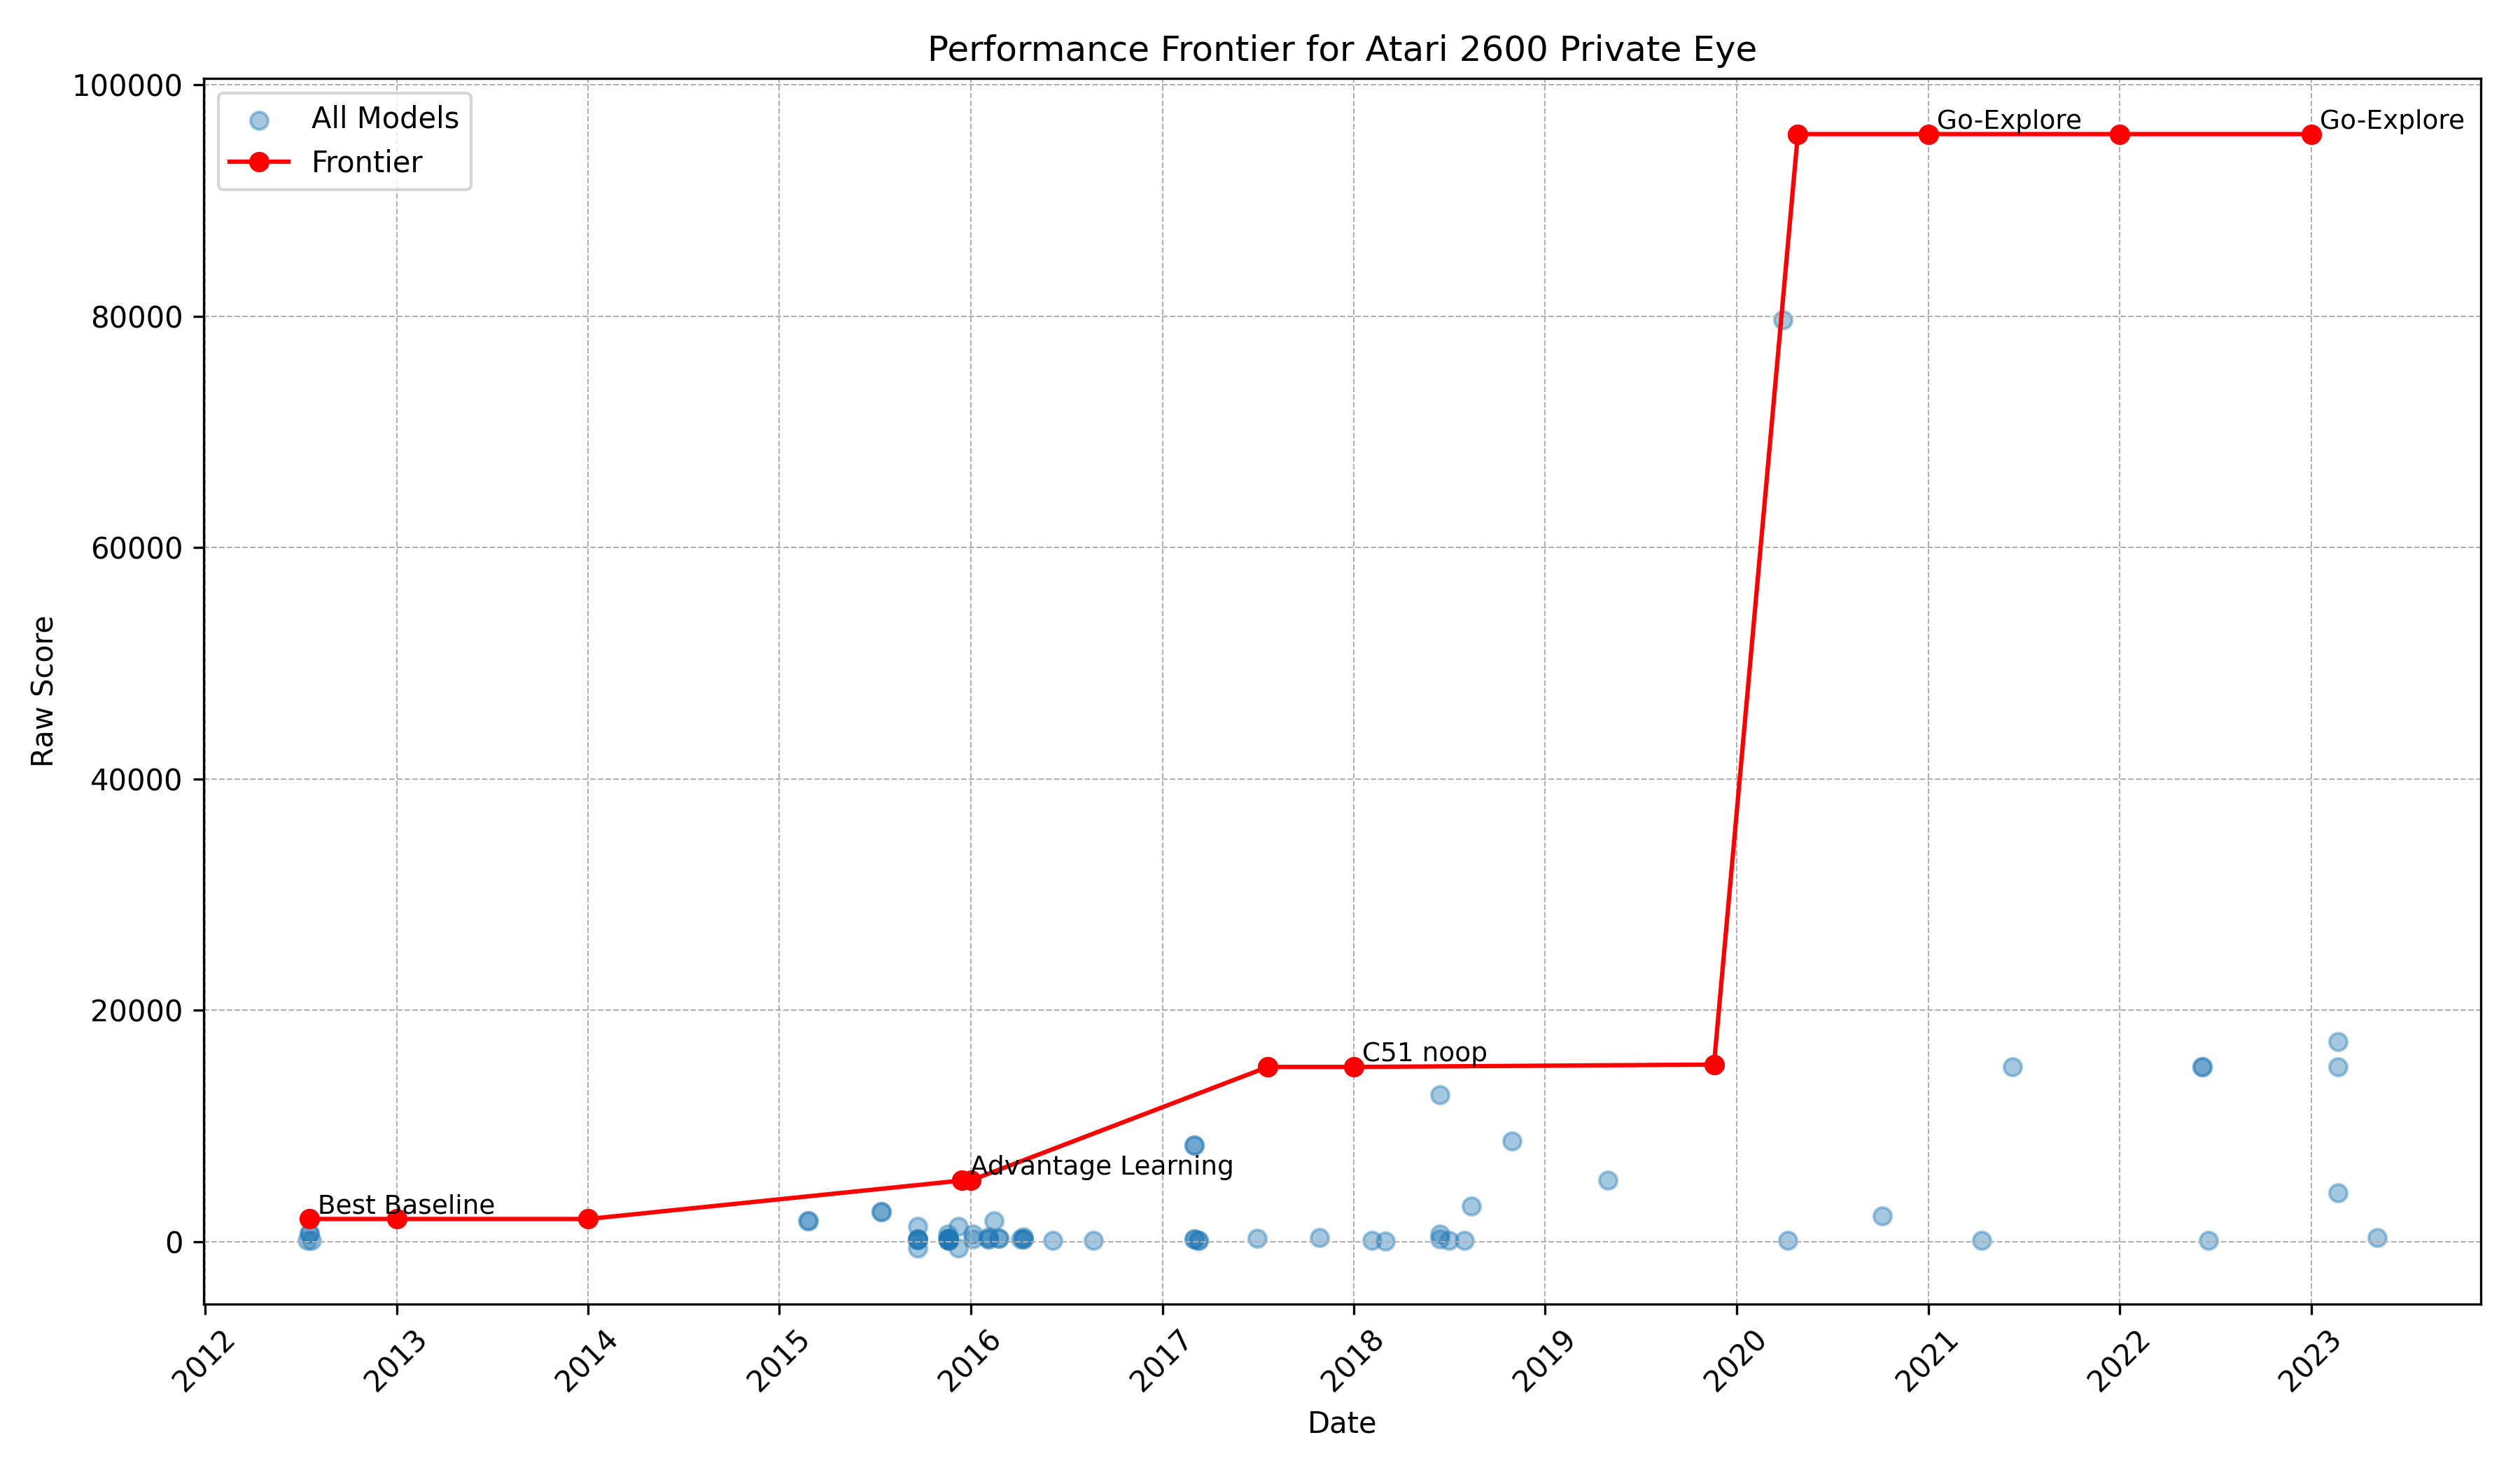 Performance Frontier for Atari 2600 Private Eye
100000
80000
60000
40000
20000
0
Raw Score
All Models
Frontier
Go-Explore
Go-Explore
C51 noop
Advantage Learning
Best Baseline
2012
2013
2014
2015
2016
2017
2018
2019
2020
2021
2022
2023
Date